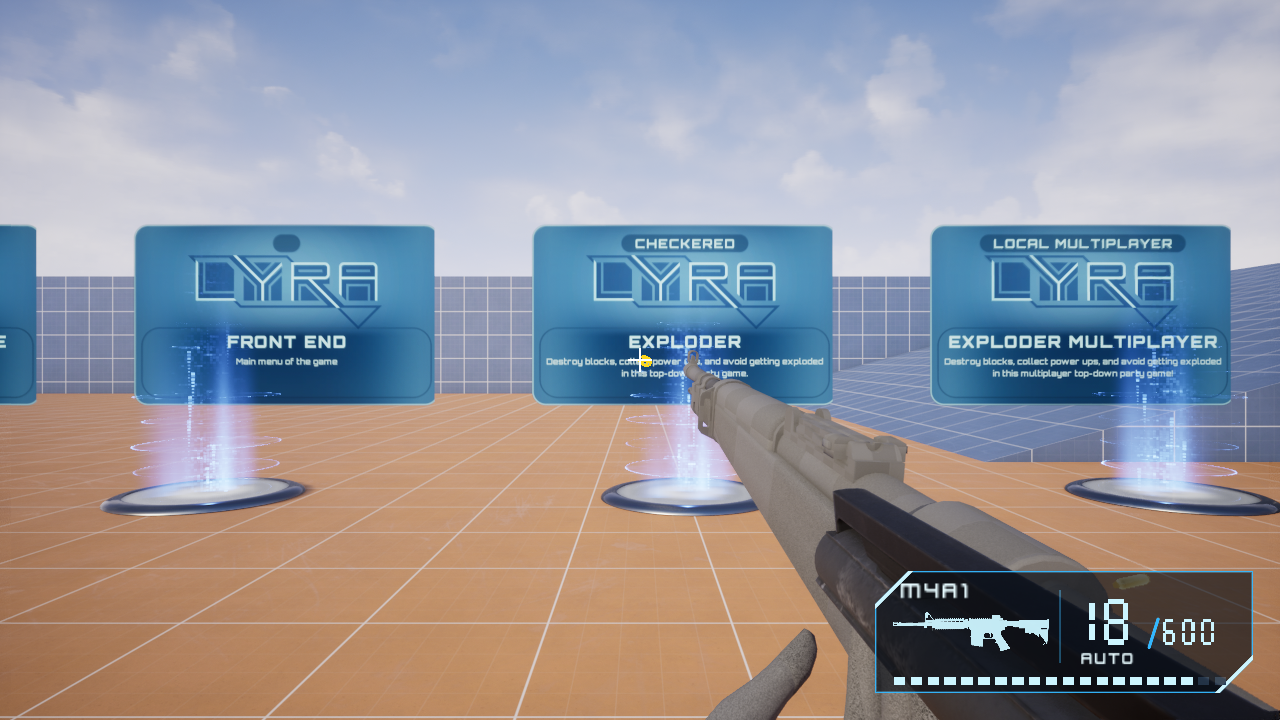 LYRA
FRONT END
Main menu of the game
CHECKERED
LYRA
EXPLODER
Destroy blocks, power and avoid getting exploded
in this top-down party game.
LOCAL MULTIPLAYER
LYRA
EXPLODER MULTIPLAYER
Destroy blocks, collect power ups, and avoid getting exploded
in this multiplayer top-down party game!
M4A1
18 /600
AUTO